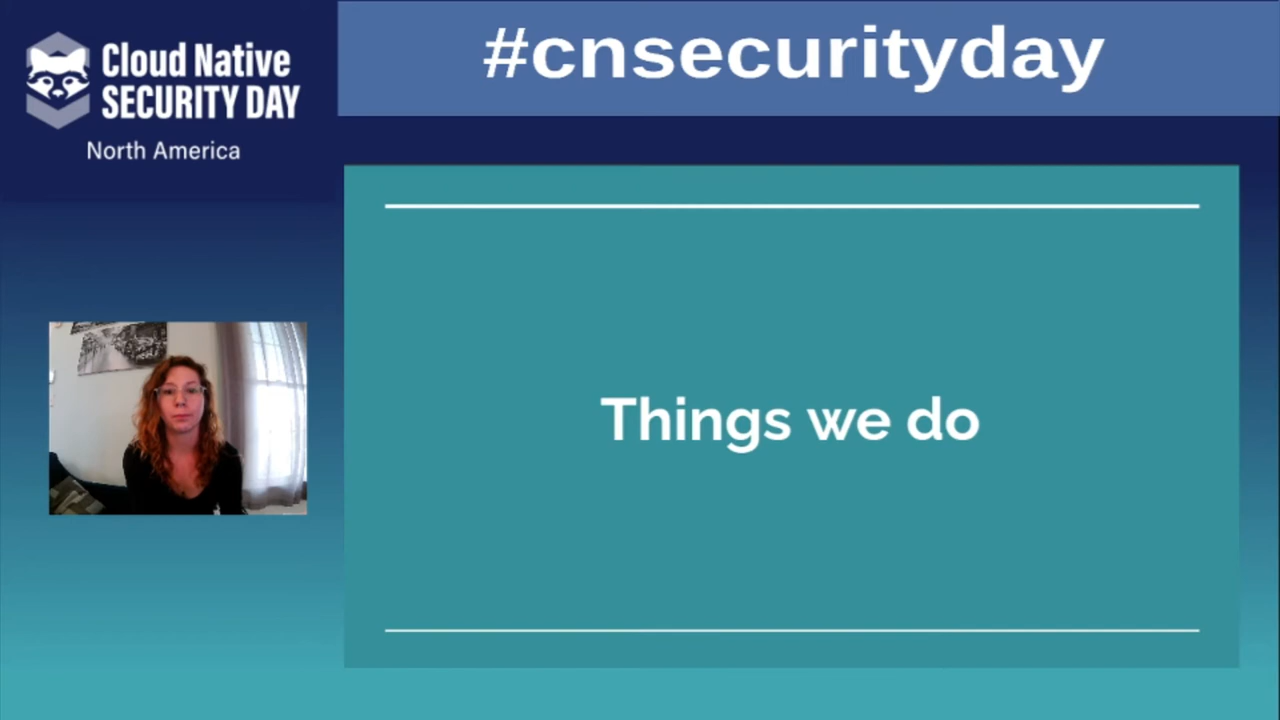 Cloud Native
SECURITY DAY
North America
#cnsecurityday
Things we do